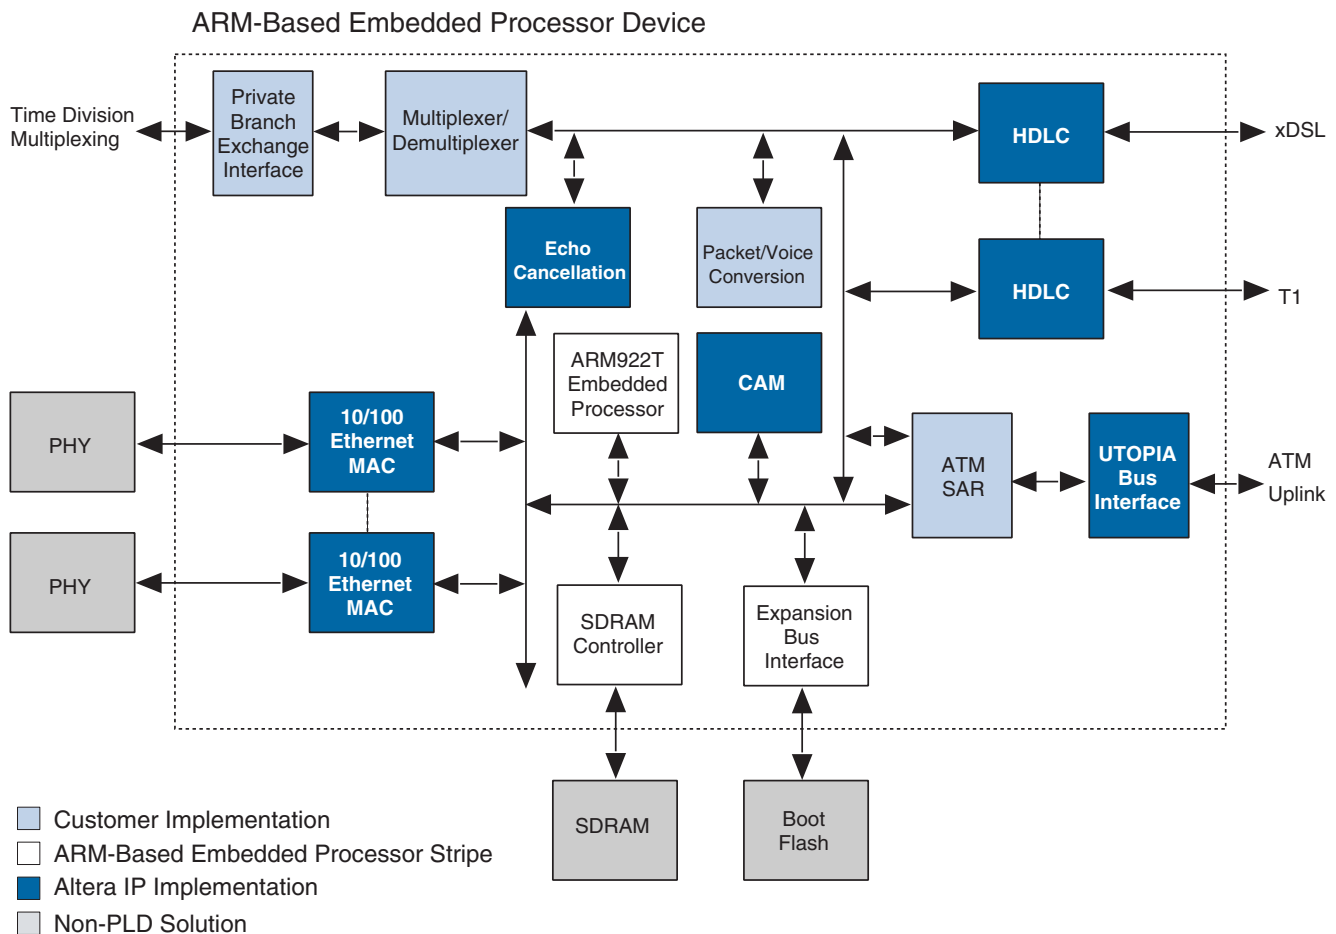 ARM-Based Embedded Processor Device
Time Division
Multiplexing
Private
Branch
Exchange
Interface
Multiplexer/
Demultiplexer
HDLC
xDSL
Echo
Cancellation
Packet/Voice
Conversion
HDLC
T1
ARM922T
Embedded
Processor
CAM
PHY
10/100
Ethernet
MAC
ATM
SAR
UTOPIA
Bus
Interface
ATM
Uplink
PHY
10/100
Ethernet
MAC
SDRAM
Controller
Expansion
Bus
Interface
SDRAM
Boot
Flash
Customer Implementation
ARM-Based Embedded Processor Stripe
Altera IP Implementation
Non-PLD Solution